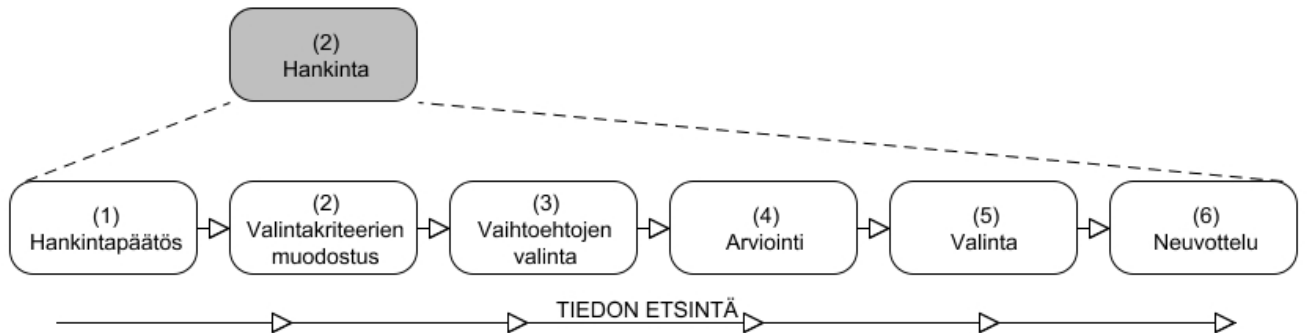 (2)
Hankinta
(1)
Hankintapäätös
(2)
Valintakriteerien
muodostus
(3)
Vaihtoehtojen
valinta
(4)
Arviointi
(5)
Valinta
(6)
Neuvottelu
TIEDON ETSINTÄ